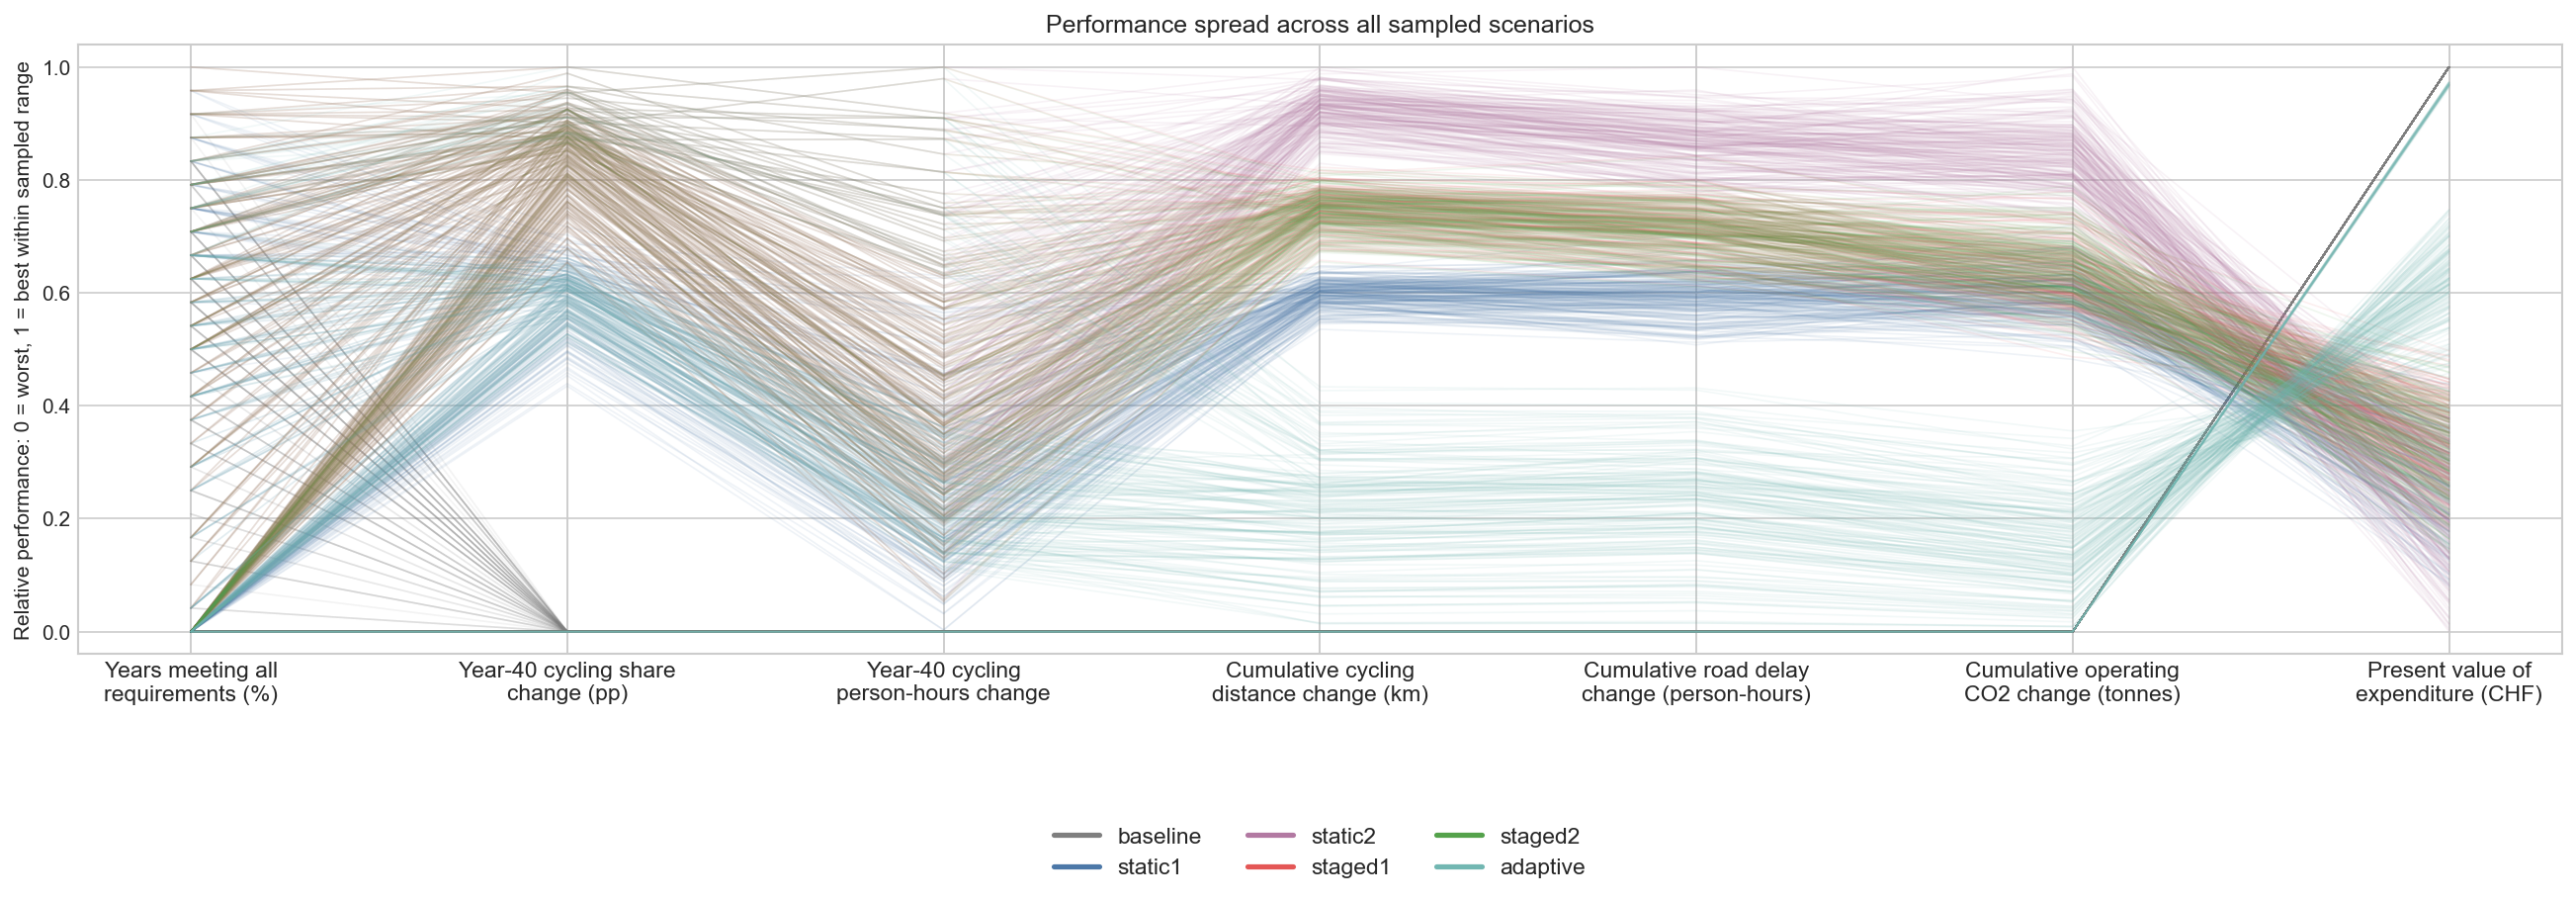 Performance spread across all sampled scenarios
Relative performance: 0 = worst, 1 = best within sampled range
1.0
0.8
0.6
0.4
0.2
0.0
Years meeting all
requirements (%)
Year-40 cycling share
change (pp)
Year-40 cycling
person-hours change
Cumulative cycling
distance change (km)
Cumulative road delay
change (person-hours)
Cumulative operating
CO2 change (tonnes)
Present value of
expenditure (CHF)
baseline
static1
static2
staged1
staged2
adaptive